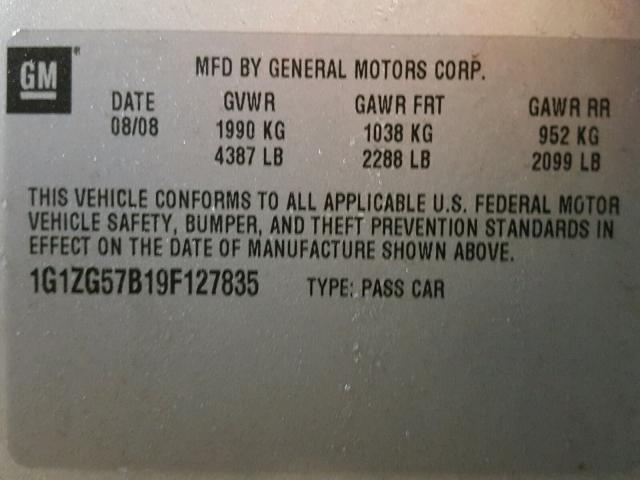 GM®
MFD BY GENERAL MOTORS CORP.
DATE GVWR GAWR FRT GAWR RR
08/08 1990 KG 1038 KG 952 KG
4387 LB 2288 LB 2099 LB
THIS VEHICLE CONFORMS TO ALL APPLICABLE U.S. FEDERAL MOTOR
VEHICLE SAFETY, BUMPER, AND THEFT PREVENTION STANDARDS IN
EFFECT ON THE DATE OF MANUFACTURE SHOWN ABOVE.
1G1ZG57B19F127835 TYPE: PASS CAR